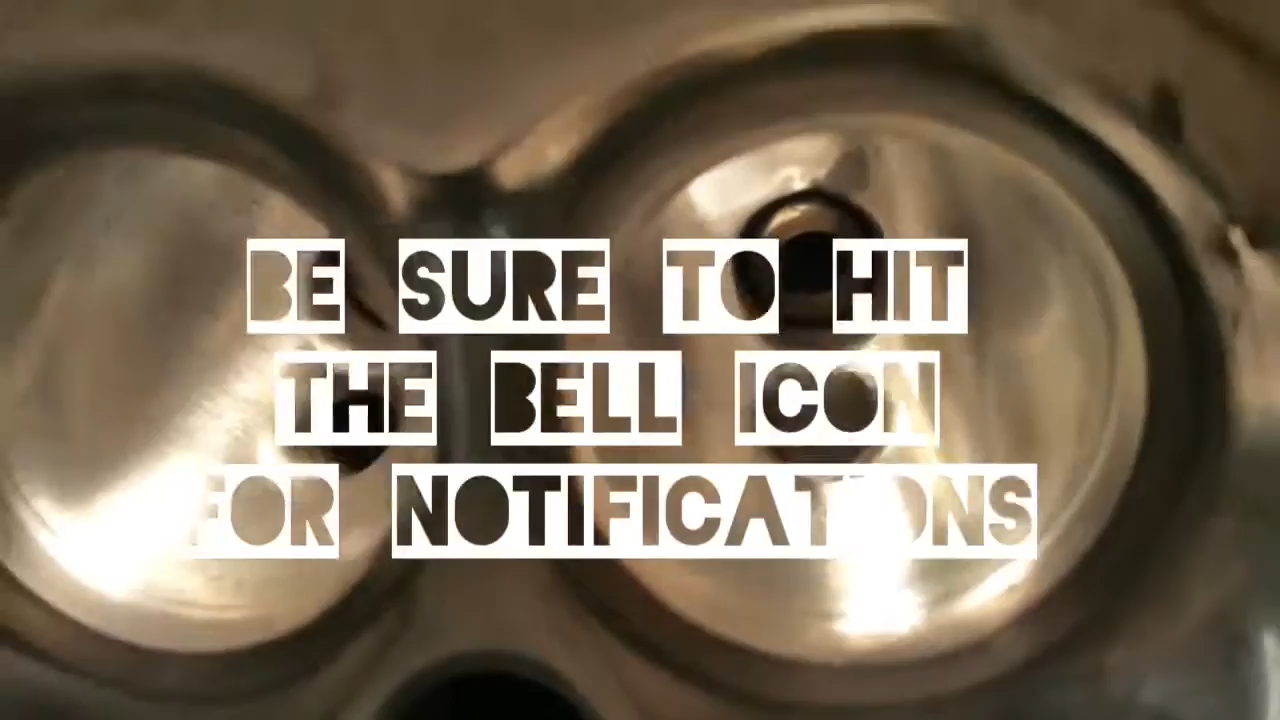 BE SURE TO HIT
THE BELL ICON
FOR NOTIFICATIONS